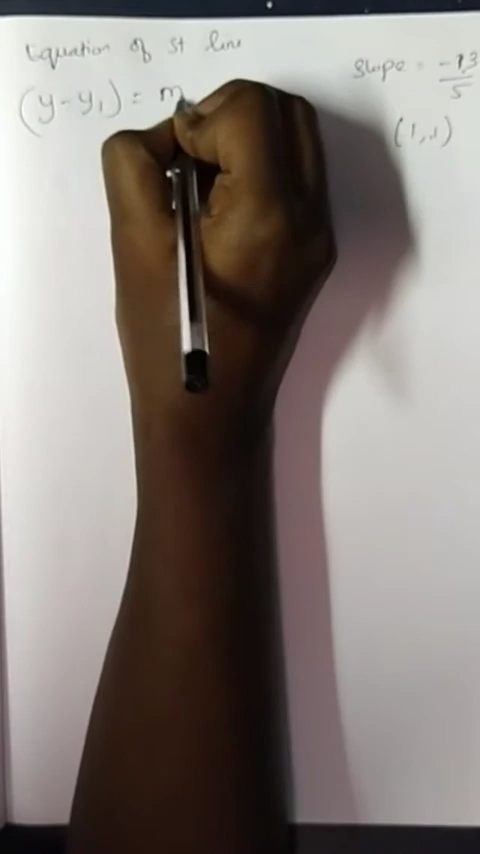 Equation of st line
(y-y₁) = m
slope = -13/5
(1,1)